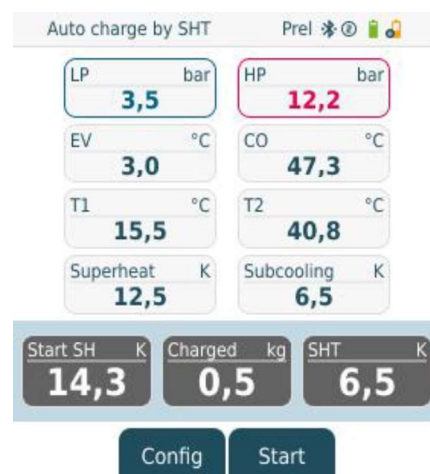 Auto charge by SHT Prel
LP bar HP bar
3,5 12,2
EV °C CO °C
3,0 47,3
T1 °C T2 °C
15,5 40,8
Superheat K Subcooling K
12,5 6,5
Start SH K Charged kg SHT K
14,3 0,5 6,5
Config Start